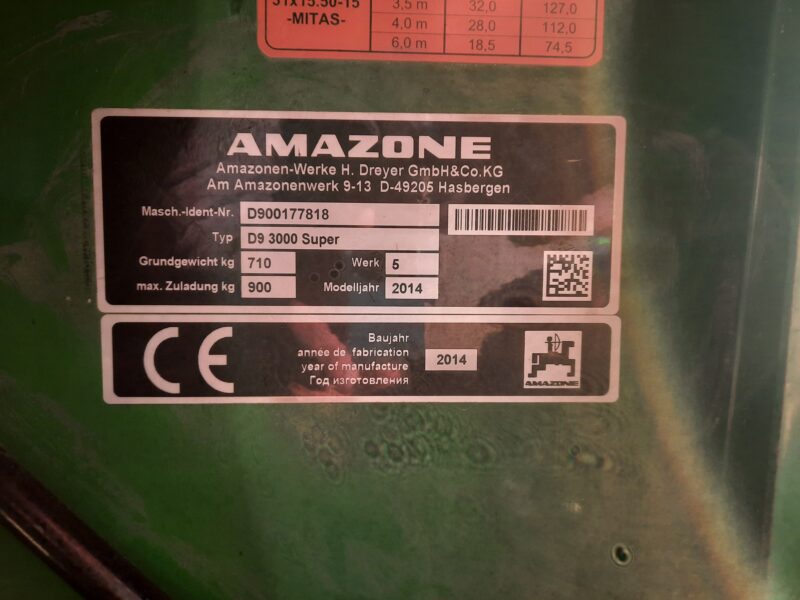 31x15.50-15
-MITAS-
3,5 m 32,0 127,0
4,0 m 28,0 112,0
6,0 m 18,5 74,5
AMAZONE
Amazonen-Werke H. Dreyer GmbH&Co.KG
Am Amazonenwerk 9-13 D-49205 Hasbergen
Masch.-Ident-Nr. D900177818
Typ D9 3000 Super
Grundgewicht kg 710 Werk 5
max. Zuladung kg 900 Modelljahr 2014
CE
Baujahr
année de fabrication
year of manufacture
Год изготовления
2014
AMAZONE